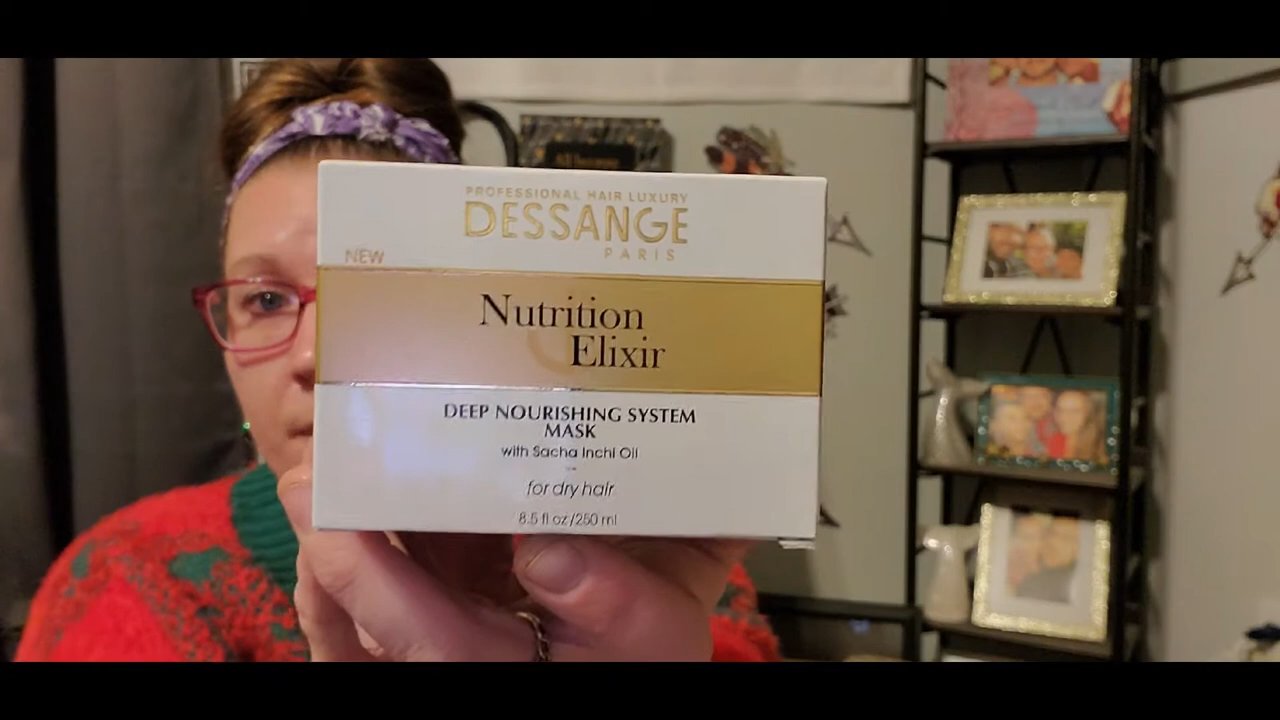 PROFESSIONAL HAIR LUXURY
DESSANGE
PARIS
NEW
Nutrition
Elixir
DEEP NOURISHING SYSTEM
MASK
with Sacha Inchi Oil
for dry hair
8.5 fl oz/250 ml